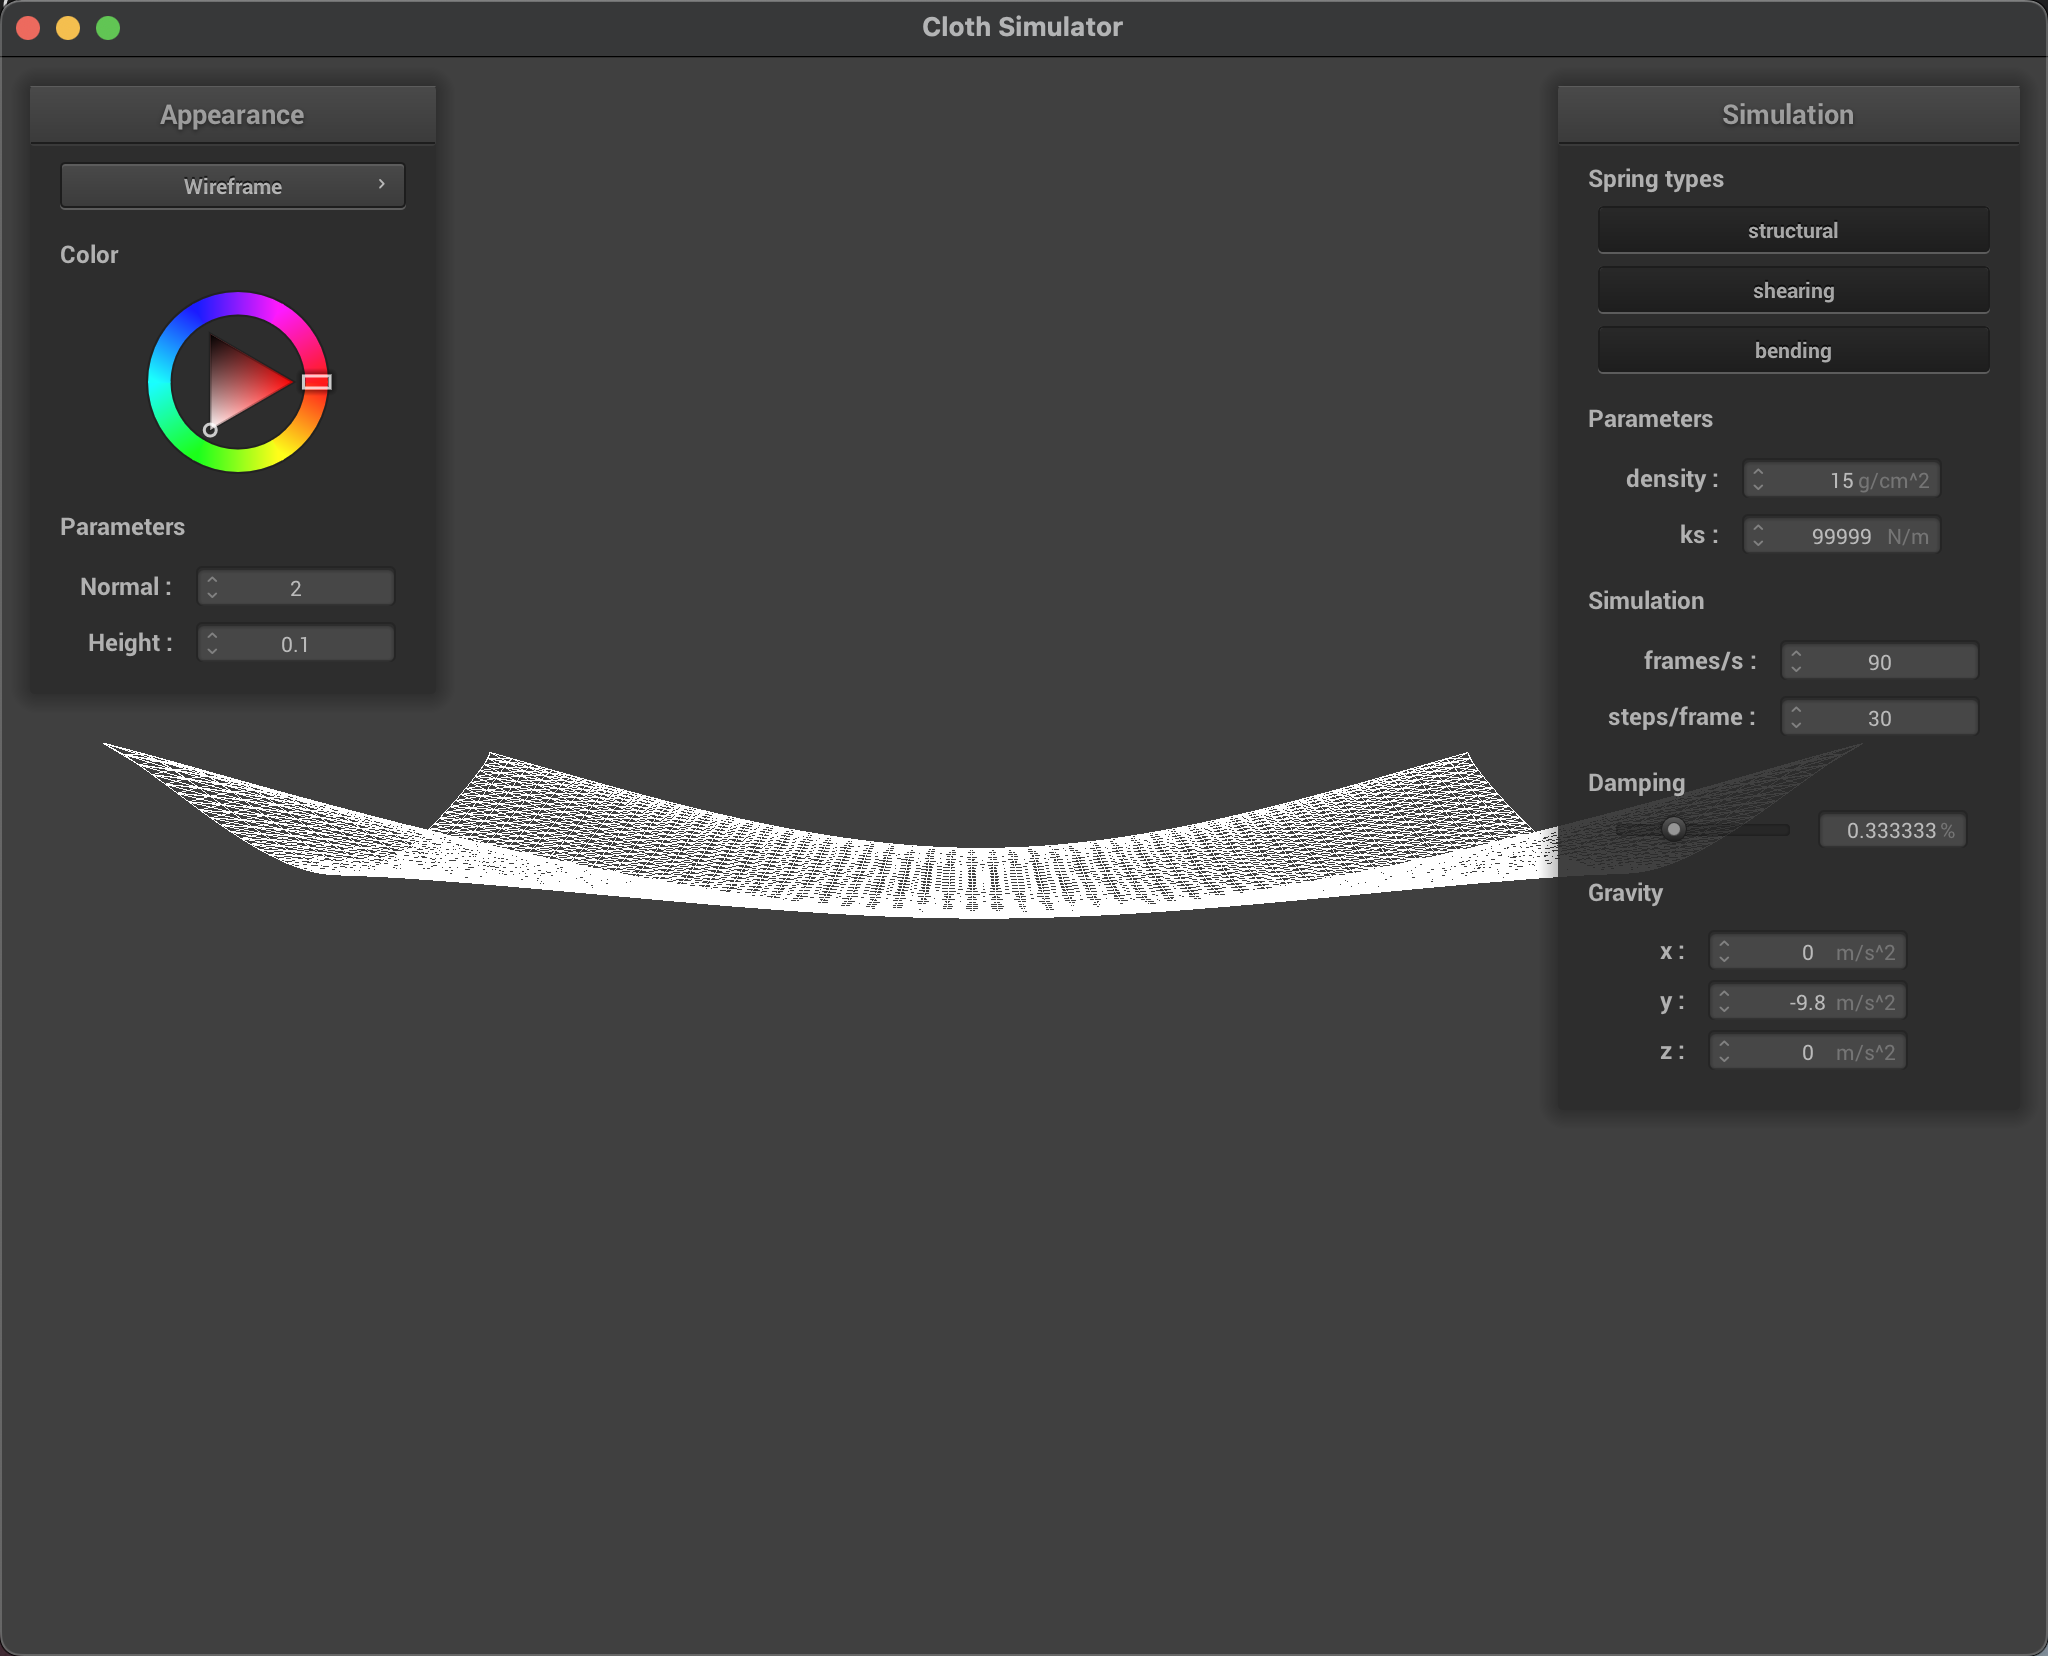 Cloth Simulator
Appearance
Wireframe
Color
Parameters
Normal : 2
Height : 0.1
Simulation
Spring types
structural
shearing
bending
Parameters
density : 15 g/cm^2
ks : 99999 N/m
Simulation
frames/s : 90
steps/frame : 30
Damping
0.333333 %
Gravity
x : 0 m/s^2
y : -9.8 m/s^2
z : 0 m/s^2